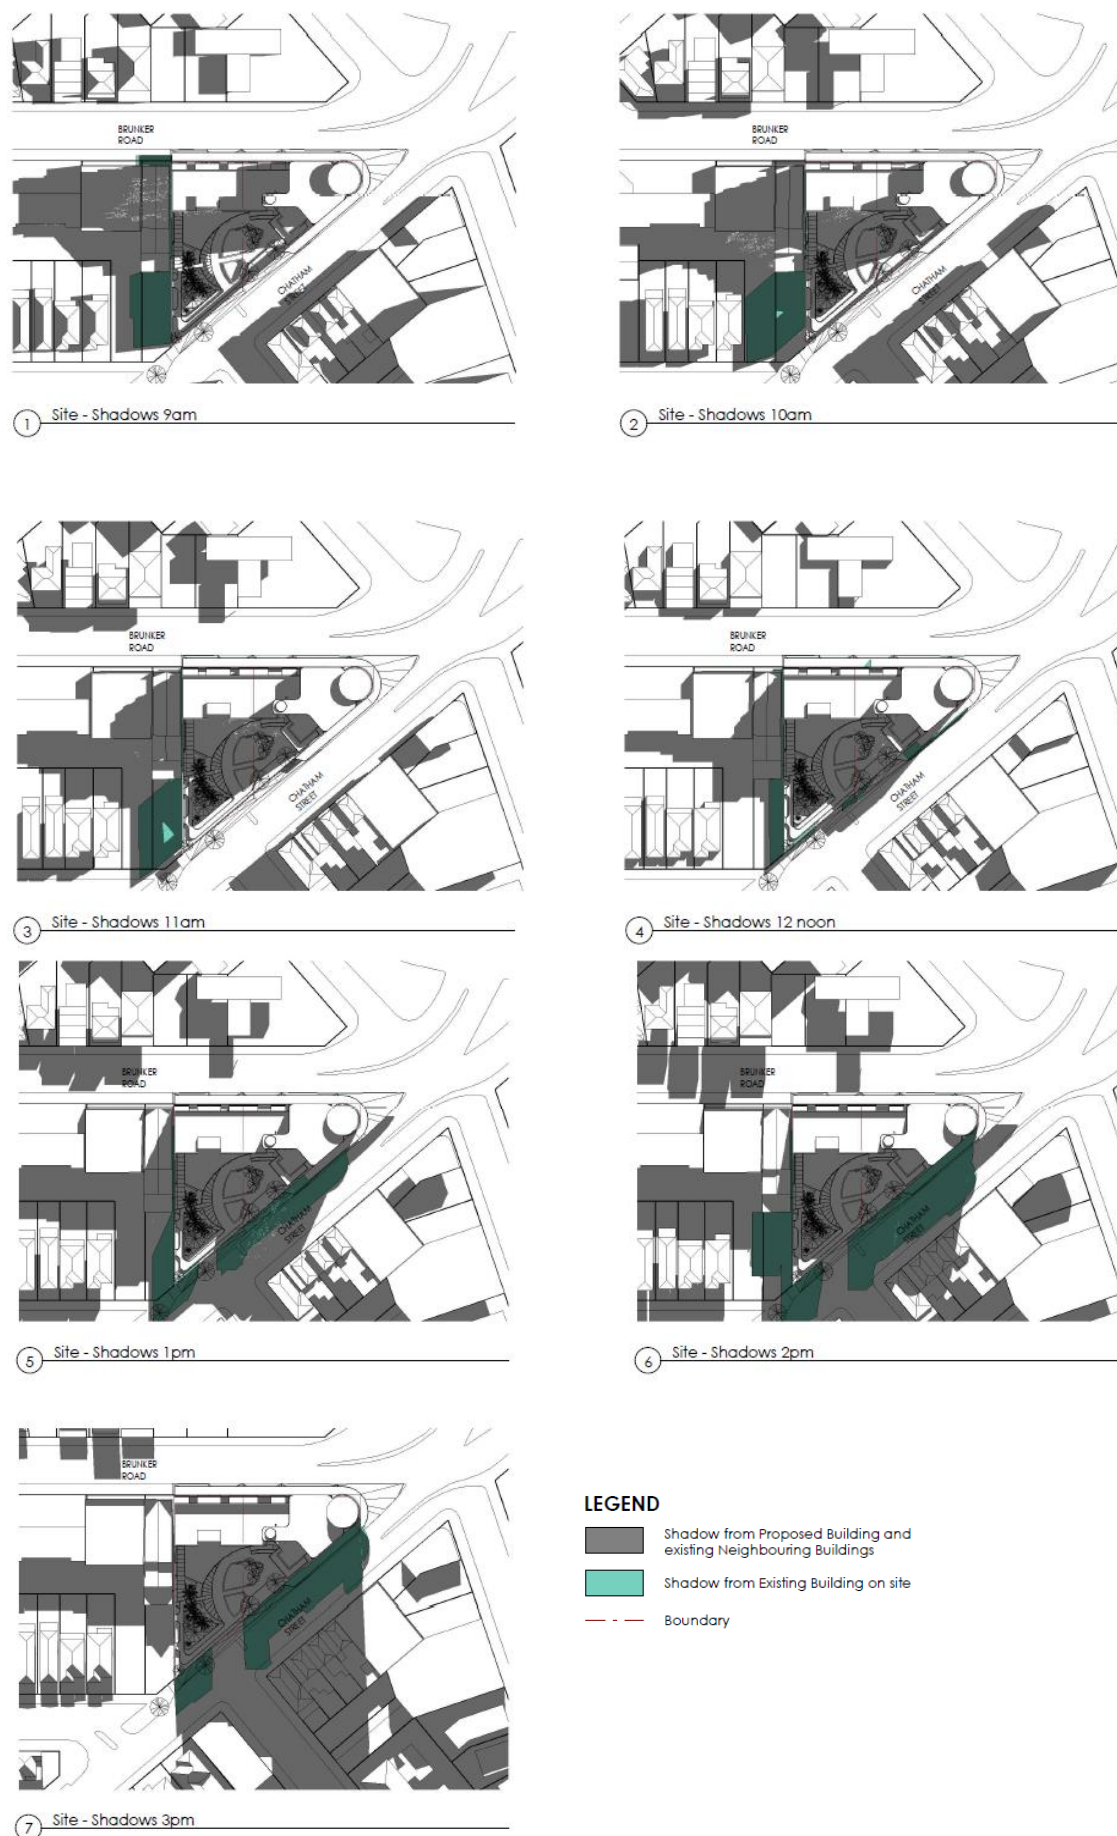 BRUNKER
ROAD
CHATHAM
STREET
1 Site - Shadows 9am
BRUNKER
ROAD
CHATHAM
STREET
2 Site - Shadows 10am
BRUNKER
ROAD
CHATHAM
STREET
3 Site - Shadows 11am
BRUNKER
ROAD
CHATHAM
STREET
4 Site - Shadows 12 noon
BRUNKER
ROAD
CHATHAM
STREET
5 Site - Shadows 1pm
BRUNKER
ROAD
CHATHAM
STREET
6 Site - Shadows 2pm
BRUNKER
ROAD
CHATHAM
STREET
7 Site - Shadows 3pm
LEGEND
Shadow from Proposed Building and
existing Neighbouring Buildings
Shadow from Existing Building on site
Boundary